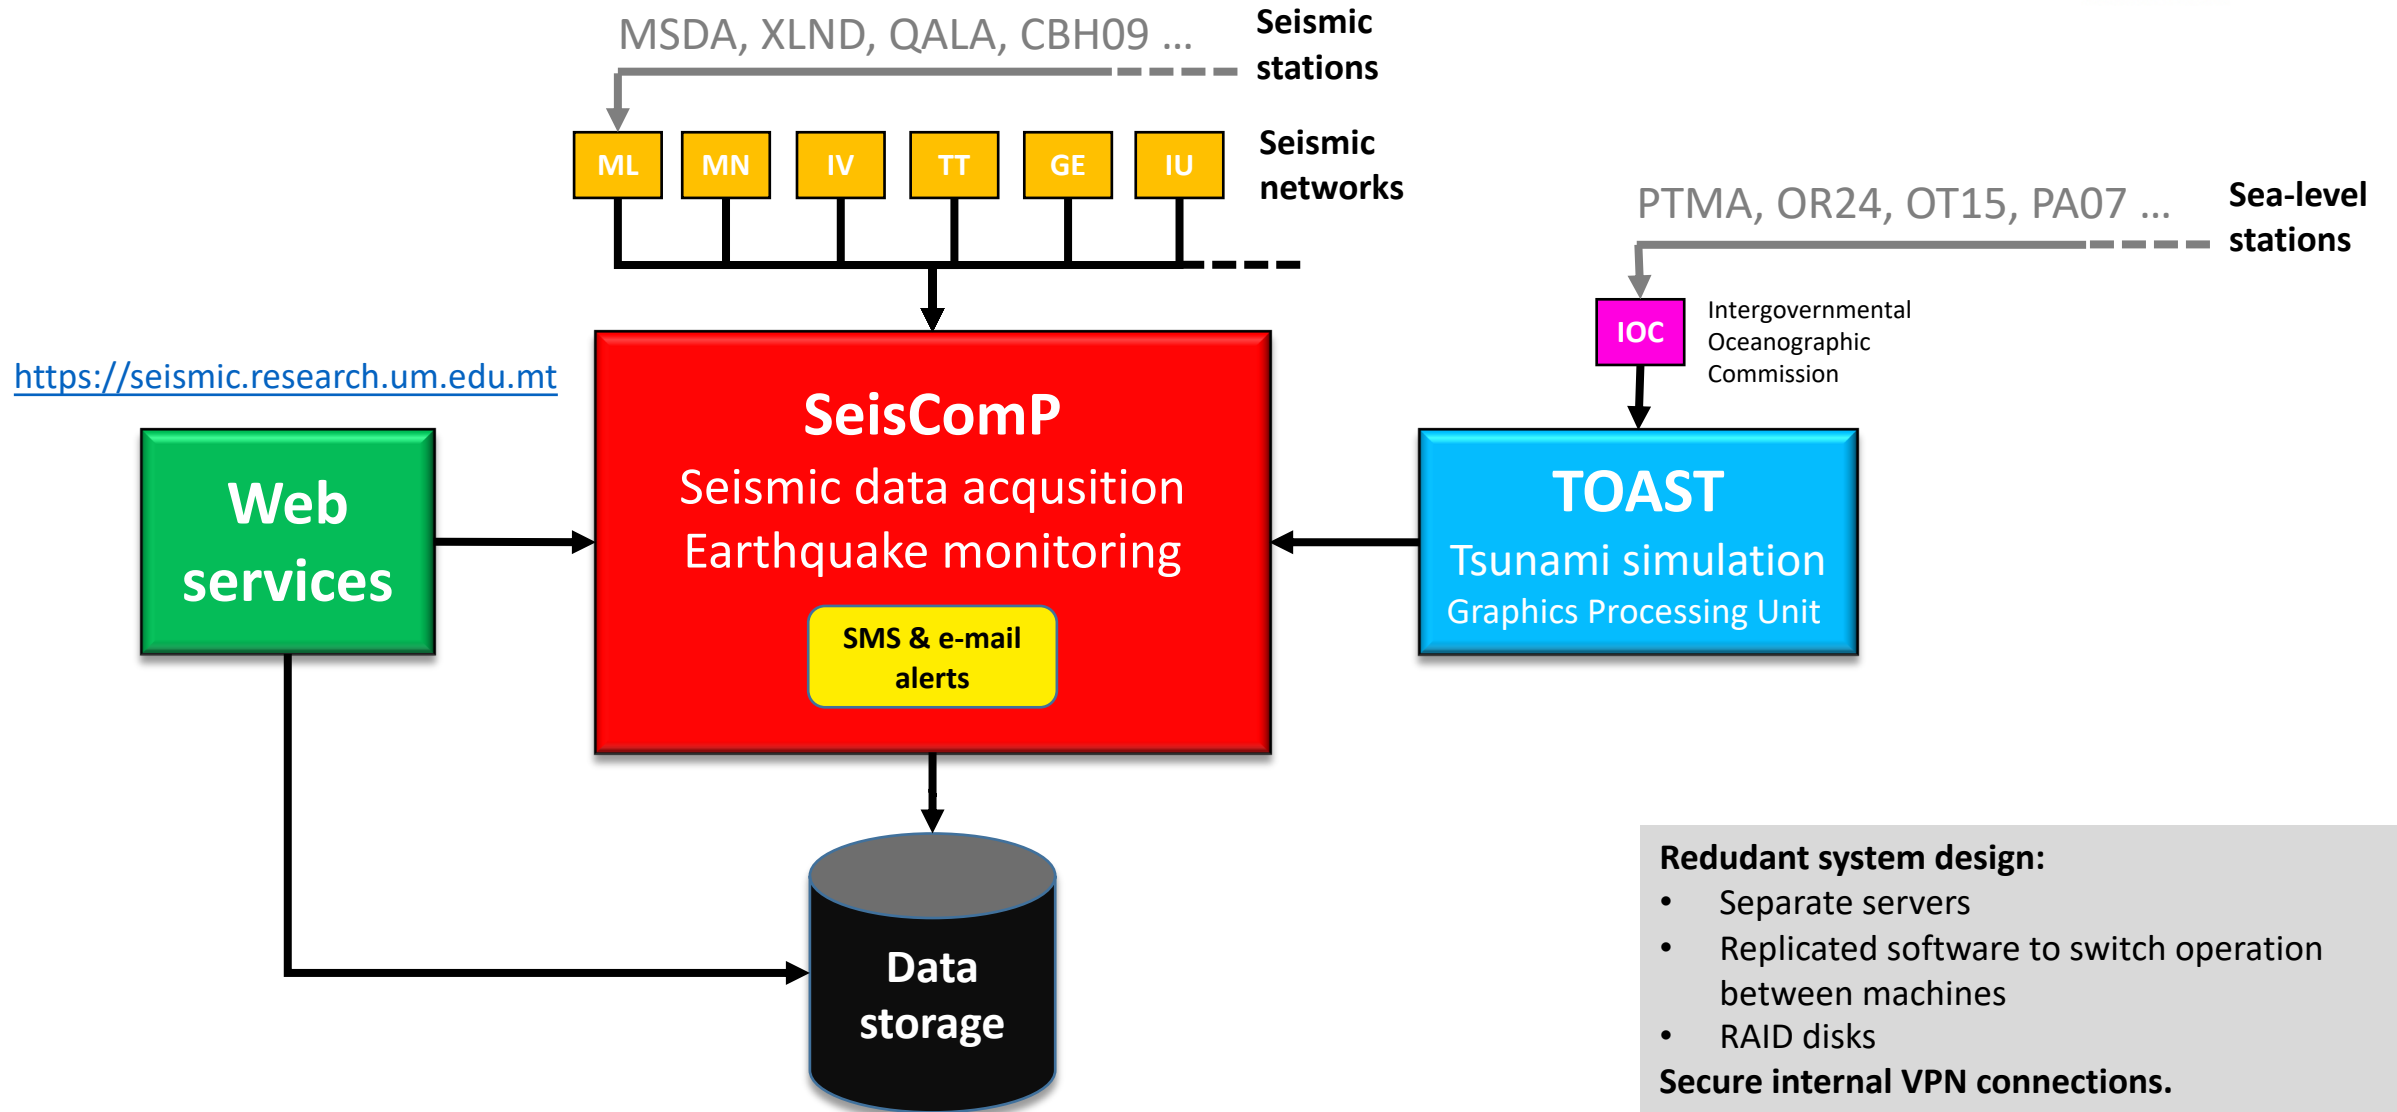 MSDA, XLND, QALA, CBH09 ...
Seismic
stations
ML
MN
IV
TT
GE
IU
Seismic
networks
PTMA, OR24, OT15, PA07 ...
Sea-level
stations
IOC
Intergovernmental
Oceanographic
Commission
https://seismic.research.um.edu.mt
Web
services
SeisComP
Seismic data acqusition
Earthquake monitoring
SMS & e-mail
alerts
TOAST
Tsunami simulation
Graphics Processing Unit
Data
storage
Redudant system design:
• Separate servers
• Replicated software to switch operation
between machines
• RAID disks
Secure internal VPN connections.